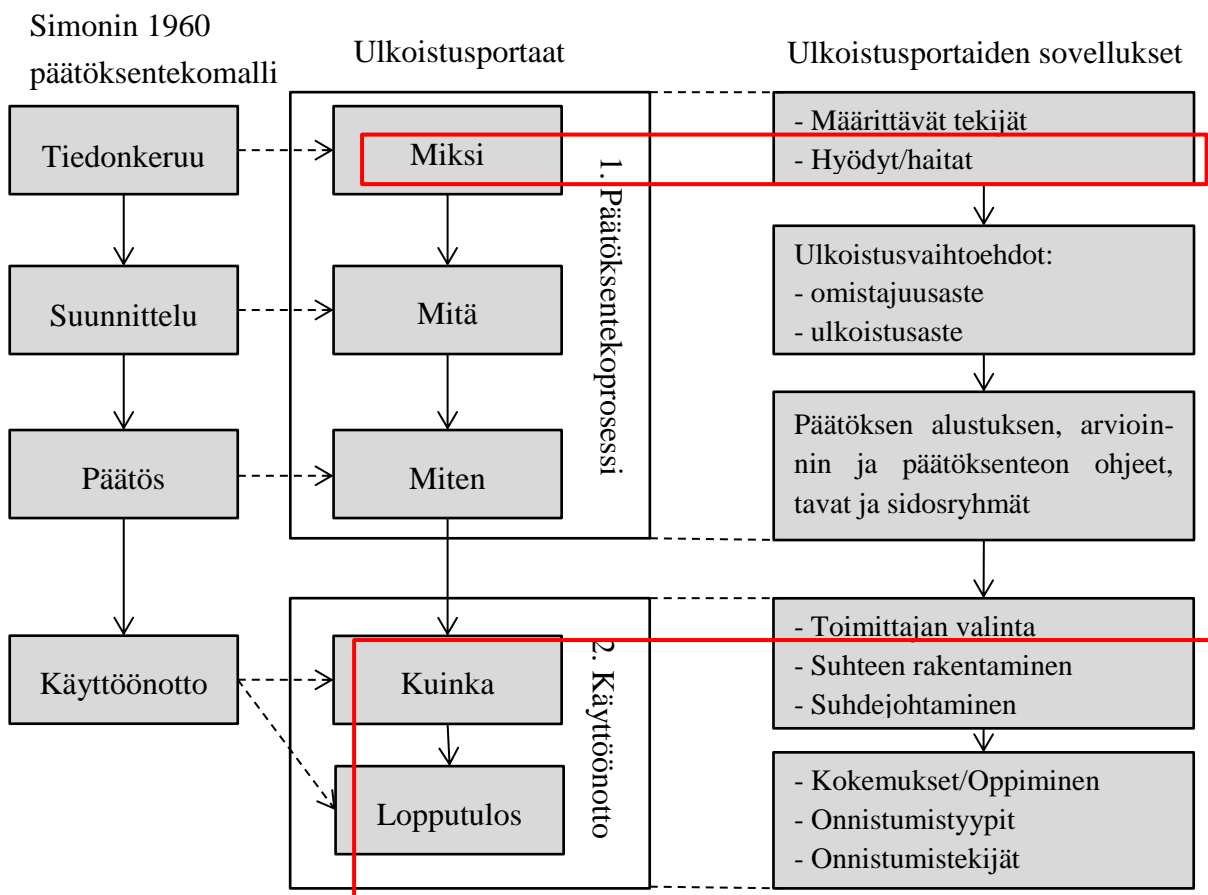 Simonin 1960
päätöksentekomalli
Tiedonkeruu
Suunnittelu
Päätös
Käyttöönotto
Ulkoistusportaat
Miksi
Mitä
Miten
1. Päätöksentekoprosessi
Kuinka
Lopputulos
2. Käyttöönotto
Ulkoistusportaiden sovellukset
- Määrittävät tekijät
- Hyödyt/haitat
Ulkoistusvaihtoehdot:
- omistajuusaste
- ulkoistusaste
Päätöksen alustuksen, arvioin-
nin ja päätöksenteon ohjeet,
tavat ja sidosryhmät
- Toimittajan valinta
- Suhteen rakentaminen
- Suhdejohtaminen
- Kokemukset/Oppiminen
- Onnistumistyypit
- Onnistumistekijät